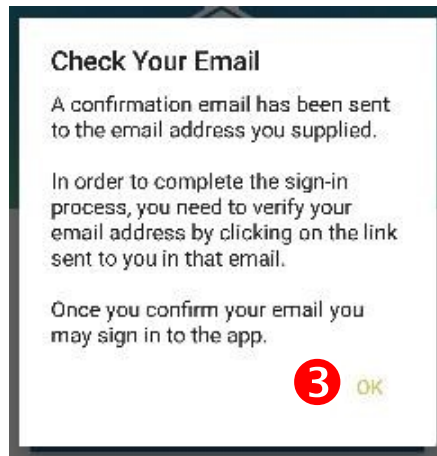 Check Your Email
A confirmation email has been sent
to the email address you supplied.
In order to complete the sign-in
process, you need to verify your
email address by clicking on the link
sent to you in that email.
Once you confirm your email you
may sign in to the app.
3 OK